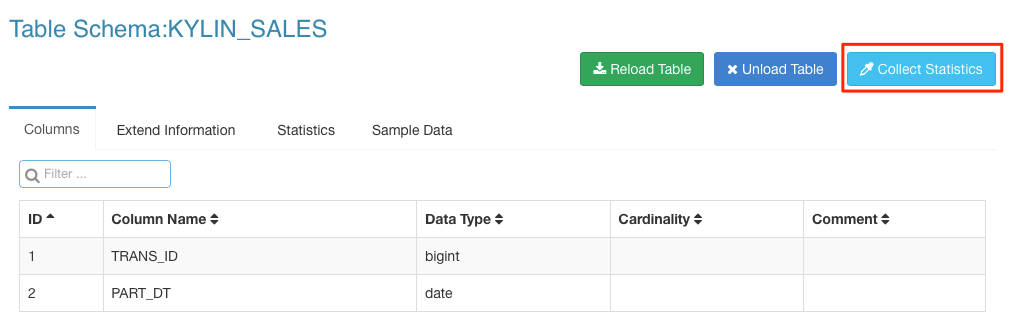 Table Schema:KYLIN_SALES
Reload Table Unload Table Collect Statistics
Columns Extend Information Statistics Sample Data
Filter ...
ID Column Name Data Type Cardinality Comment
1 TRANS_ID bigint
2 PART_DT date